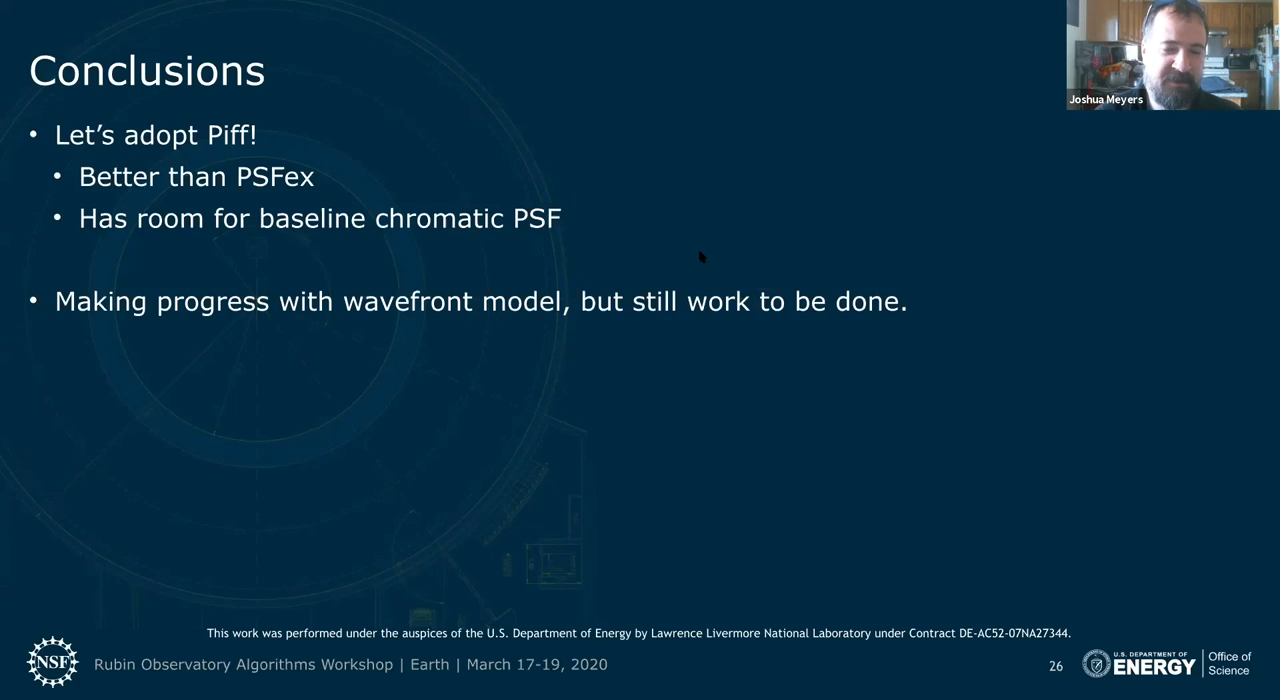 Conclusions
Joshua Meyers
• Let’s adopt Piff!
• Better than PSFex
• Has room for baseline chromatic PSF
• Making progress with wavefront model, but still work to be done.
This work was performed under the auspices of the U.S. Department of Energy by Lawrence Livermore National Laboratory under Contract DE-AC52-07NA27344.
NSF
Rubin Observatory Algorithms Workshop | Earth | March 17-19, 2020
26
U.S. DEPARTMENT OF
ENERGY
Office of
Science